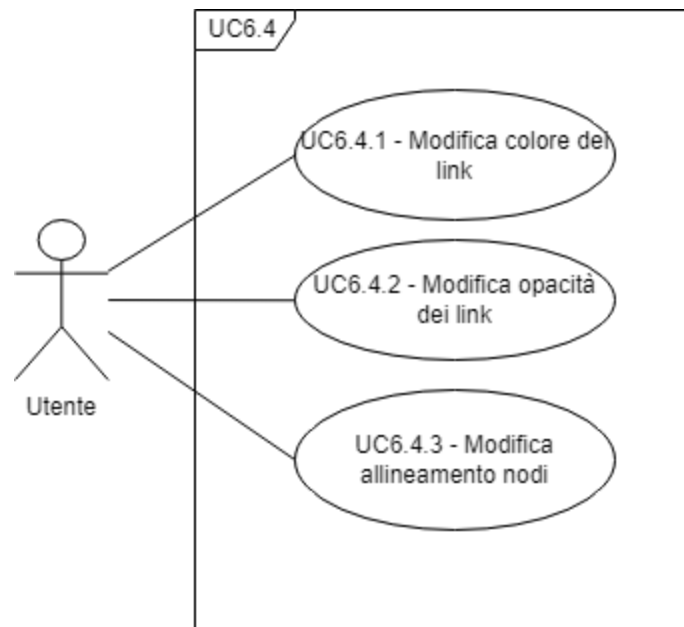 UC6.4
UC6.4.1 - Modifica colore dei
link
UC6.4.2 - Modifica opacità
dei link
Utente
UC6.4.3 - Modifica
allineamento nodi